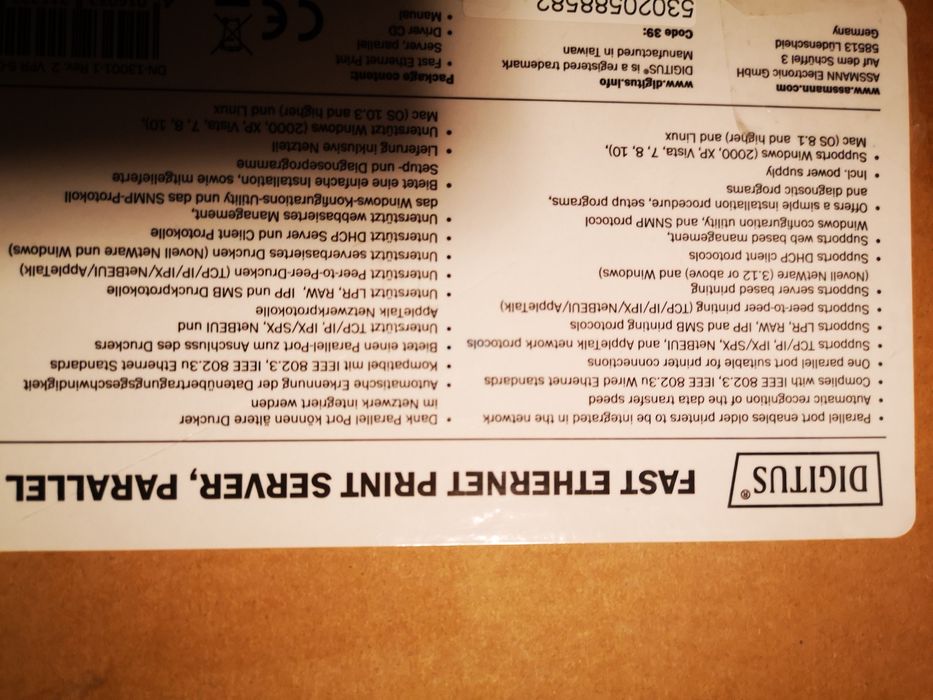 DIGITUS®
FAST ETHERNET PRINT SERVER, PARALLEL
• Parallel port enables older printers to be integrated in the network
• Automatic recognition of the data transfer speed
• Complies with IEEE 802.3, IEEE 802.3u Wired Ethernet standards
• One parallel port suitable for printer connections
• Supports TCP/IP, IPX/SPX, NetBEUI, and AppleTalk network protocols
• Supports LPR, RAW, IPP and SMB printing protocols
• Supports peer-to-peer printing (TCP/IP/IPX/NetBEUI/AppleTalk)
• Supports server based printing
(Novell NetWare (3.12 or above) and Windows)
• Supports DHCP client protocols
• Supports web based management,
Windows configuration utility, and SNMP protocol
• Offers a simple installation procedure, setup programs,
and diagnostic programs
• Incl. power supply
• Supports Windows (2000, XP, Vista, 7, 8, 10),
Mac (OS 8.1 and higher) and Linux
• Dank Parallel Port können ältere Drucker
im Netzwerk integriert werden
• Automatische Erkennung der Datenübertragungsgeschwindigkeit
• Kompatibel mit IEEE 802.3, IEEE 802.3u Ethernet Standards
• Bietet einen Parallel-Port zum Anschluss des Druckers
• Unterstützt TCP/IP, IPX/SPX, NetBEUI und
AppleTalk Netzwerkprotokolle
• Unterstützt LPR, RAW, IPP und SMB Druckprotokolle
• Unterstützt Peer-to-Peer-Drucken (TCP/IP/IPX/NetBEUI/AppleTalk)
• Unterstützt serverbasiertes Drucken (Novell NetWare und Windows)
• Unterstützt DHCP Server und Client Protokolle
• Unterstützt webbasiertes Management,
das Windows-Konfigurations-Utility und das SNMP-Protokoll
• Bietet eine einfache Installation, sowie mitgelieferte
Setup- und Diagnoseprogramme
• Lieferung inklusive Netzteil
• Unterstützt Windows (2000, XP, Vista, 7, 8, 10),
Mac (OS 10.3 and higher) und Linux
www.assmann.com
ASSMANN Electronic GmbH
Auf dem Schüffel 3
58513 Lüdenscheid
Germany
www.digitus.info
DIGITUS® is a registered trademark
Manufactured in Taiwan
Code 39:
53020588582
Package content:
• Fast Ethernet Print
Server, parallel
• Driver CD
• Manual
CE
DN-13001-1 Rev. 2 VPR